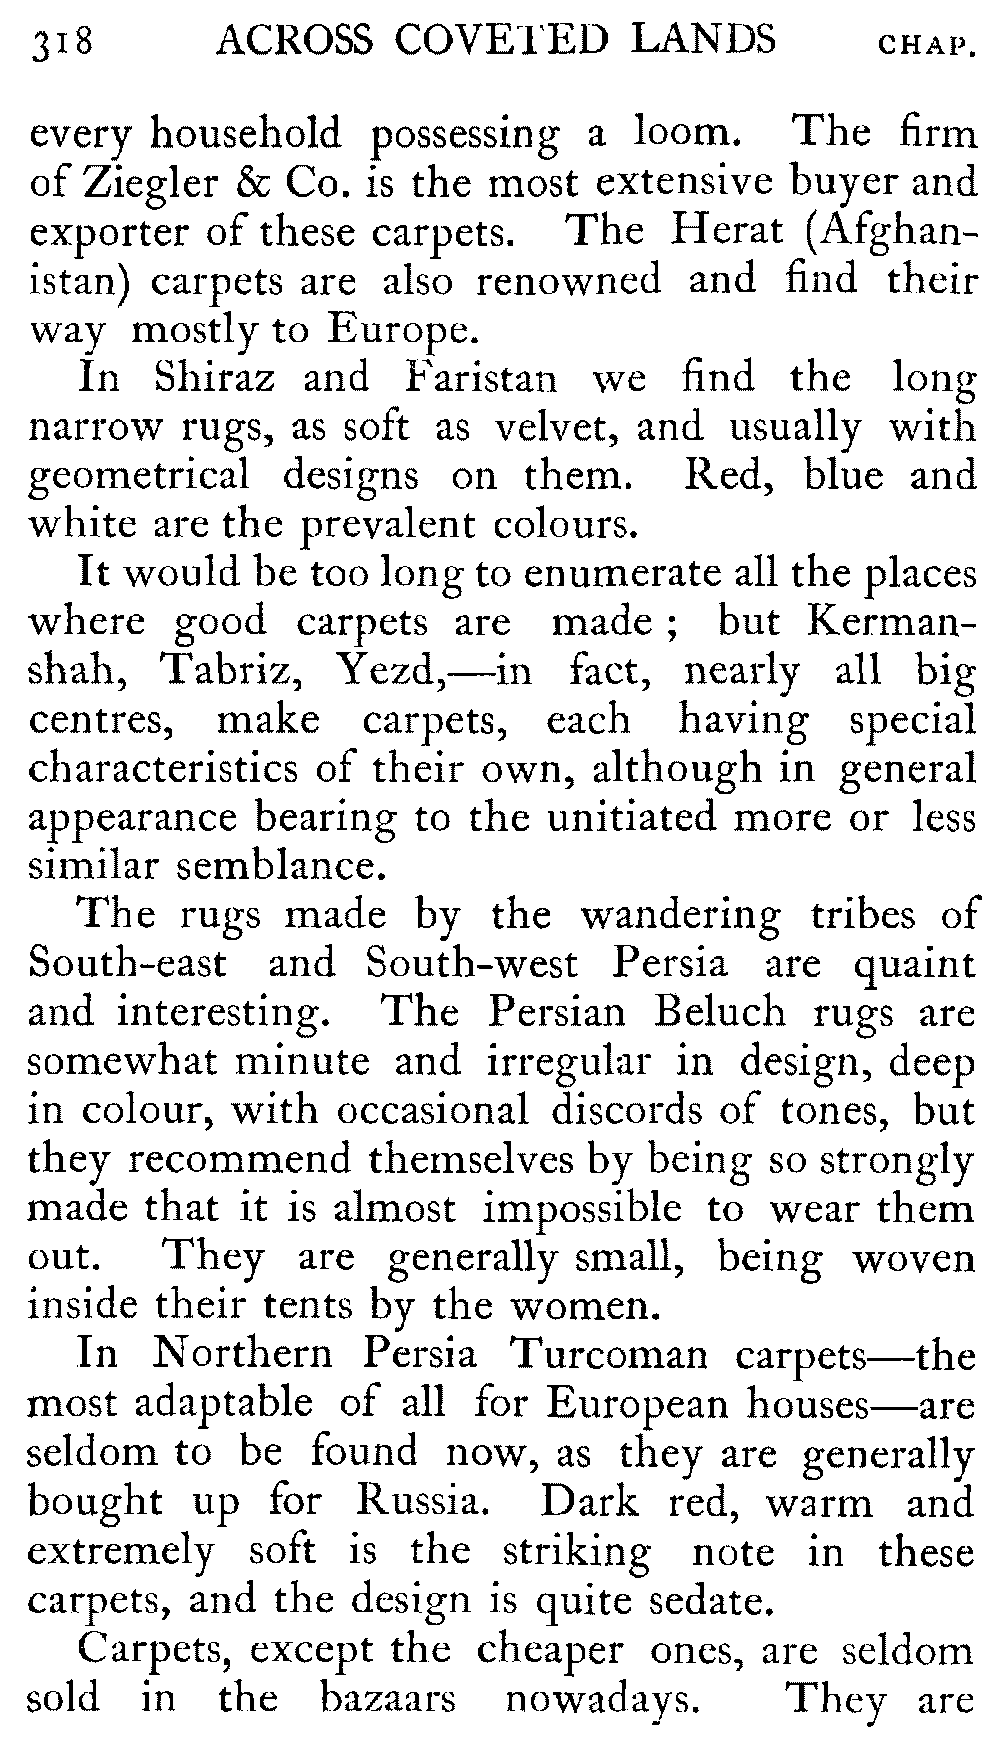 318 ACROSS COVETED LANDS CHAP.
every household possessing a loom. The firm
of Ziegler & Co. is the most extensive buyer and
exporter of these carpets. The Herat (Afghan-
istan) carpets are also renowned and find their
way mostly to Europe.
In Shiraz and Faristan we find the long
narrow rugs, as soft as velvet, and usually with
geometrical designs on them. Red, blue and
white are the prevalent colours.
It would be too long to enumerate all the places
where good carpets are made ; but Kerman-
shah, Tabriz, Yezd,—in fact, nearly all big
centres, make carpets, each having special
characteristics of their own, although in general
appearance bearing to the unitiated more or less
similar semblance.
The rugs made by the wandering tribes of
South-east and South-west Persia are quaint
and interesting. The Persian Beluch rugs are
somewhat minute and irregular in design, deep
in colour, with occasional discords of tones, but
they recommend themselves by being so strongly
made that it is almost impossible to wear them
out. They are generally small, being woven
inside their tents by the women.
In Northern Persia Turcoman carpets—the
most adaptable of all for European houses—are
seldom to be found now, as they are generally
bought up for Russia. Dark red, warm and
extremely soft is the striking note in these
carpets, and the design is quite sedate.
Carpets, except the cheaper ones, are seldom
sold in the bazaars nowadays. They are